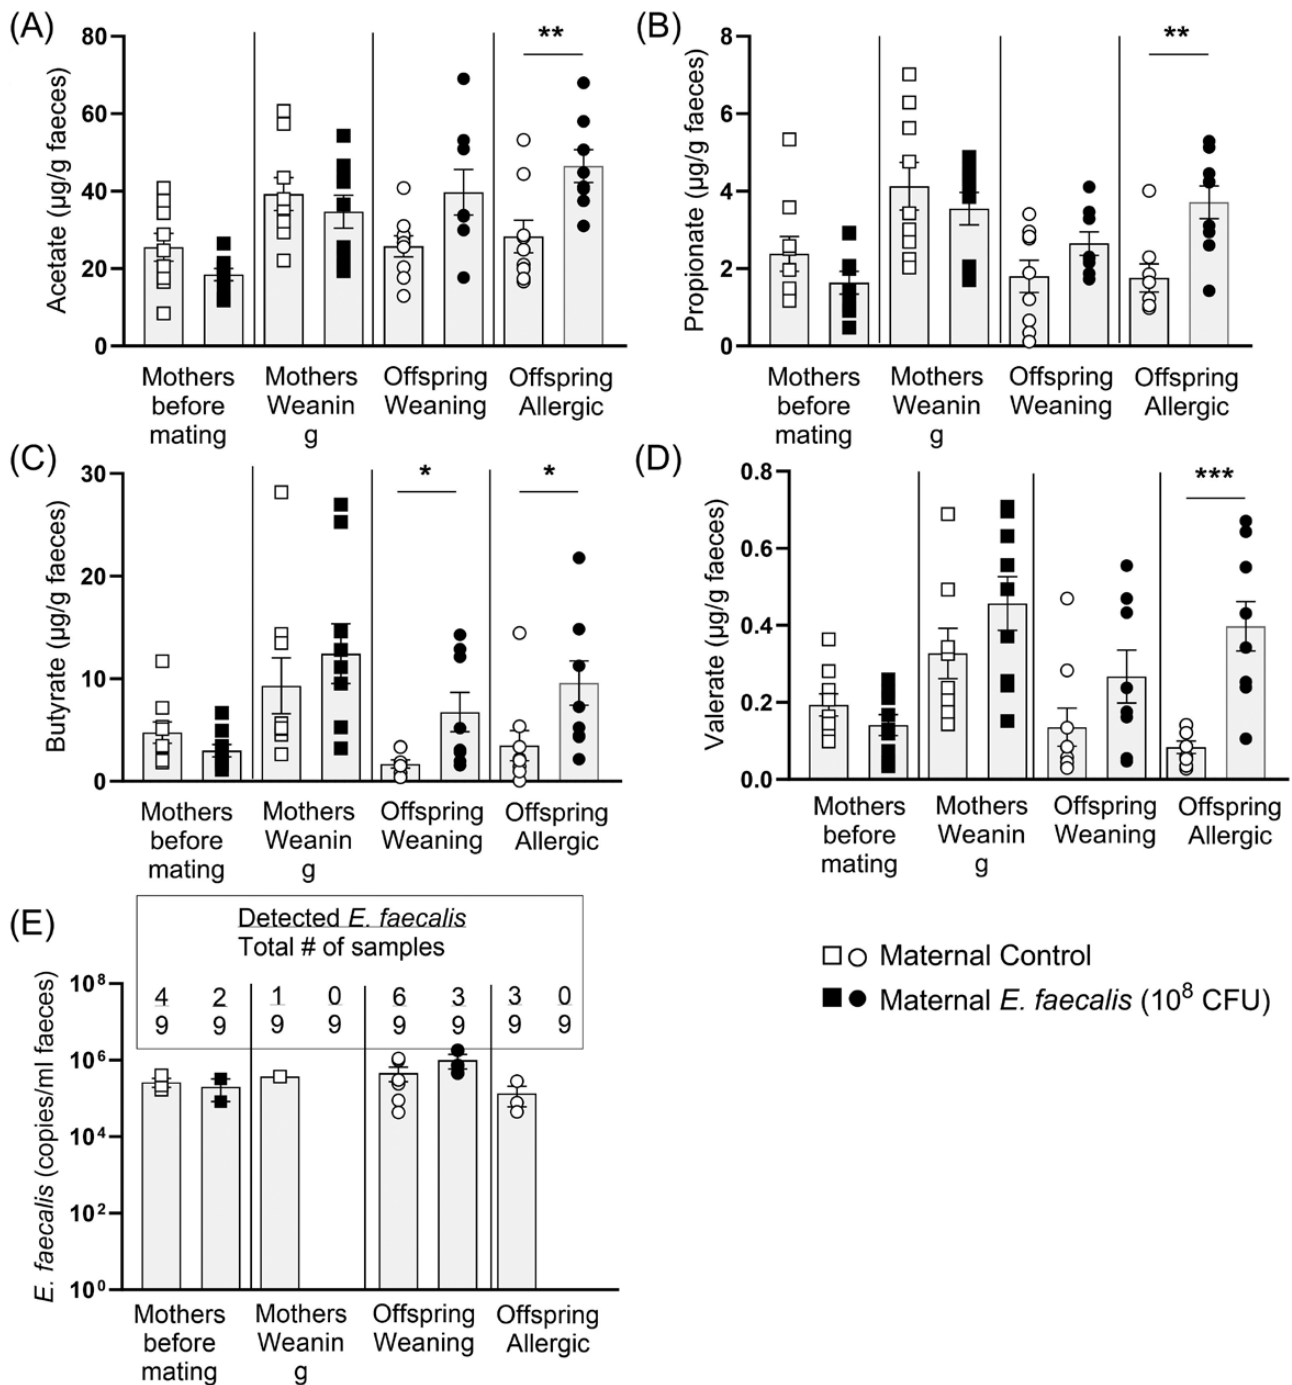 (A)
Acetate (µg/g faeces)
80
60
40
20
0
**
Mothers
before
mating
Mothers
Weanin
g
Offspring
Weaning
Offspring
Allergic
(B)
Propionate (µg/g faeces)
8
6
4
2
0
**
Mothers
before
mating
Mothers
Weanin
g
Offspring
Weaning
Offspring
Allergic
(C)
Butyrate (µg/g faeces)
30
20
10
0
*
*
Mothers
before
mating
Mothers
Weanin
g
Offspring
Weaning
Offspring
Allergic
(D)
Valerate (µg/g faeces)
0.8
0.6
0.4
0.2
0.0
***
Mothers
before
mating
Mothers
Weanin
g
Offspring
Weaning
Offspring
Allergic
(E)
E. faecalis (copies/ml faeces)
Detected E. faecalis
Total # of samples
4 2 1 0 6 3 3 0
9 9 9 9 9 9 9 9
10⁸
10⁶
10⁴
10²
10⁰
Mothers
before
mating
Mothers
Weanin
g
Offspring
Weaning
Offspring
Allergic
Maternal Control
Maternal E. faecalis (10⁸ CFU)